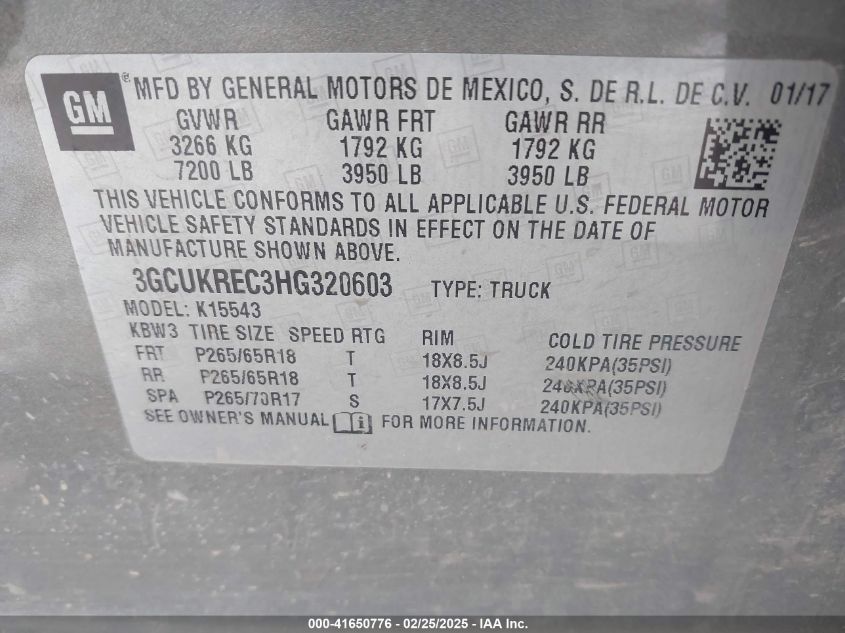 GM ® MFD BY GENERAL MOTORS DE MEXICO, S. DE R.L. DE C.V. 01/17
GVWR GAWR FRT GAWR RR
3266 KG 1792 KG 1792 KG
7200 LB 3950 LB 3950 LB
THIS VEHICLE CONFORMS TO ALL APPLICABLE U.S. FEDERAL MOTOR
VEHICLE SAFETY STANDARDS IN EFFECT ON THE DATE OF
MANUFACTURE SHOWN ABOVE.
3GCUKREC3HG320603 TYPE: TRUCK
MODEL: K15543
KBW3 TIRE SIZE SPEED RTG RIM COLD TIRE PRESSURE
FRT P265/65R18 T 18X8.5J 240KPA(35PSI)
RR P265/65R18 T 18X8.5J 240KPA(35PSI)
SPA P265/70R17 S 17X7.5J 240KPA(35PSI)
SEE OWNER'S MANUAL i FOR MORE INFORMATION.
000-41650776 - 02/25/2025 - IAA Inc.